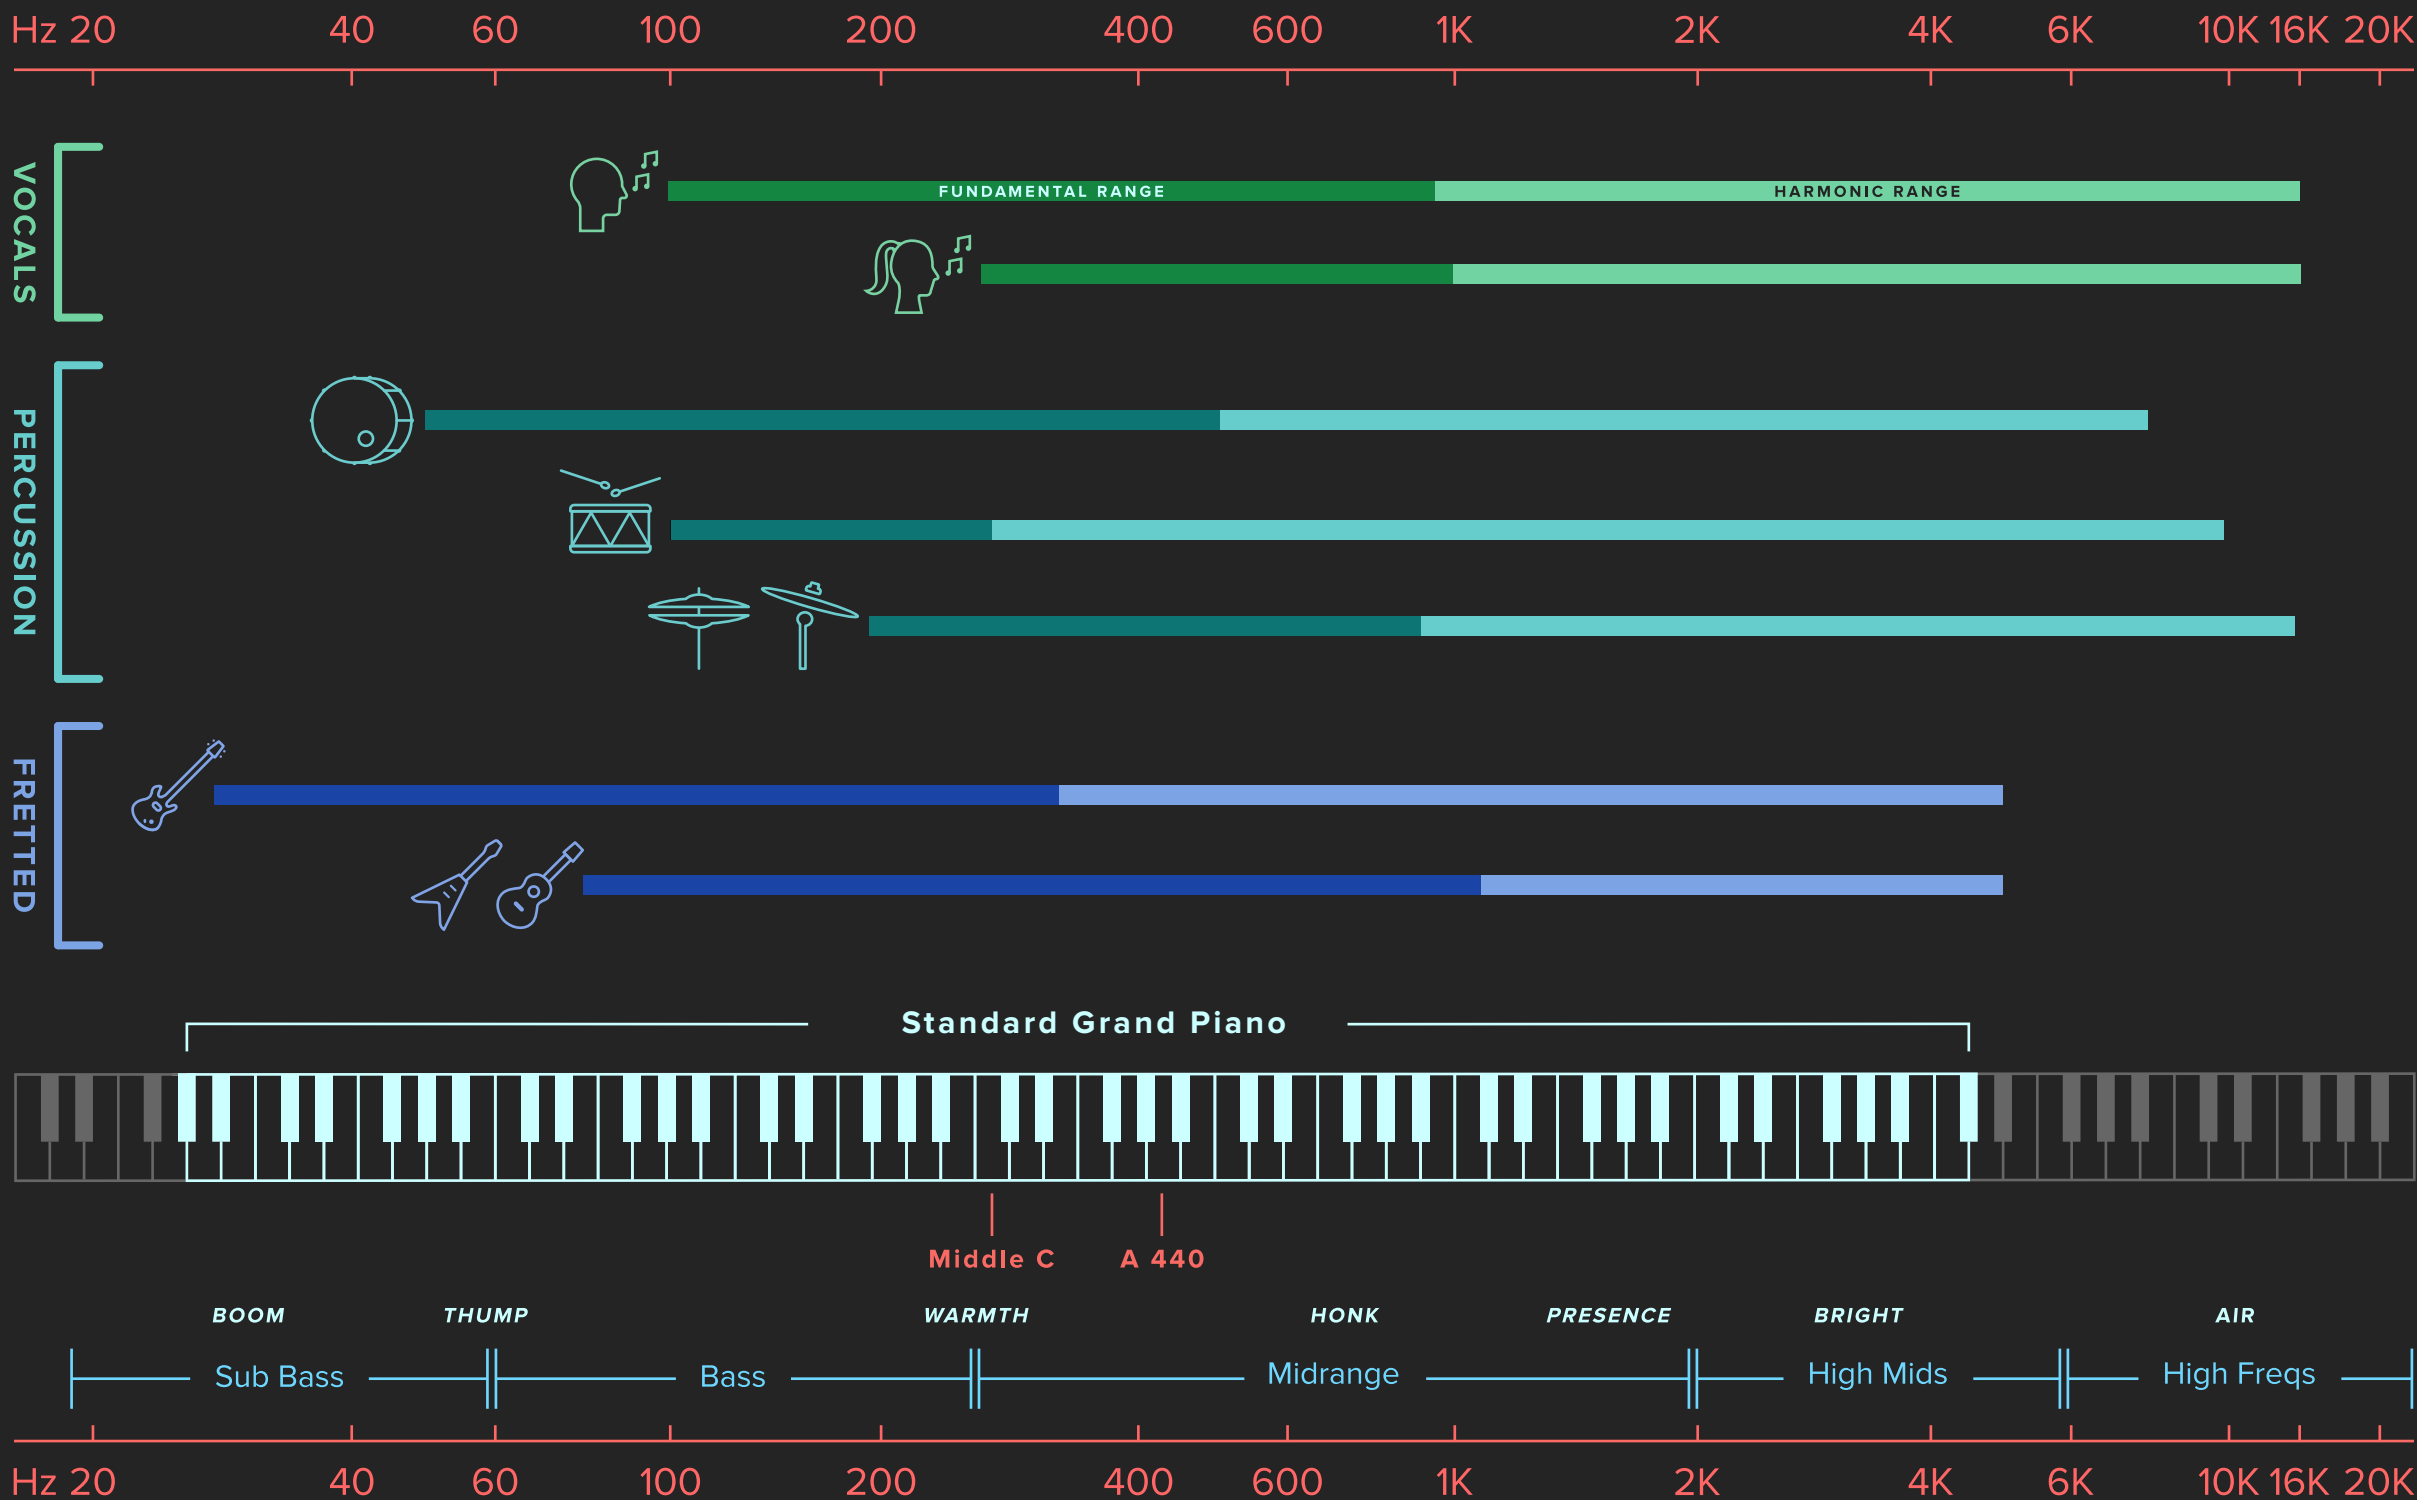 Hz 20 40 60 100 200 400 600 1K 2K 4K 6K 10K 16K 20K
VOCALS
FUNDAMENTAL RANGE HARMONIC RANGE
PERCUSSION
FRETTED
Standard Grand Piano
Middle C A 440
BOOM THUMP WARMTH HONK PRESENCE BRIGHT AIR
Sub Bass Bass Midrange High Mids High Freqs
Hz 20 40 60 100 200 400 600 1K 2K 4K 6K 10K 16K 20K